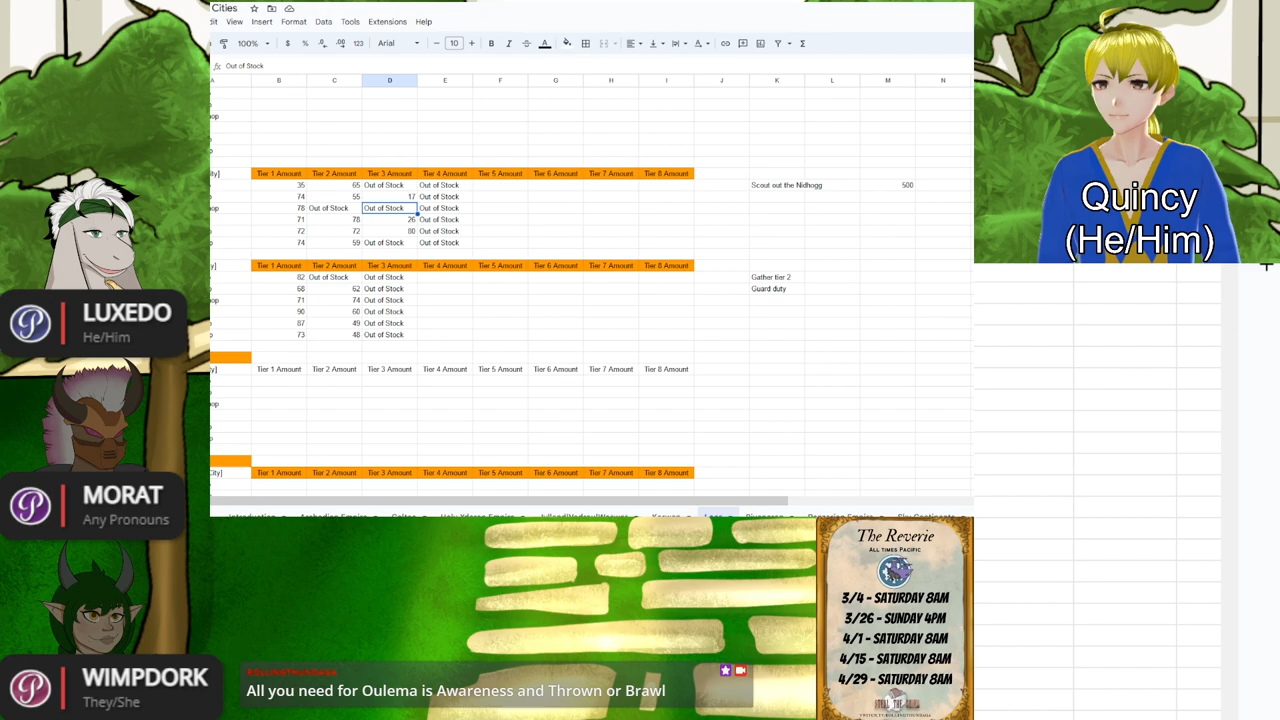 Cities
dit View Insert Format Data Tools Extensions Help
100% $ % .0 .00 123 Arial − 10 + B I A Σ
fx Out of Stock
A B C D E F G H I J K L M N
op
ity] Tier 1 Amount Tier 2 Amount Tier 3 Amount Tier 4 Amount Tier 5 Amount Tier 6 Amount Tier 7 Amount Tier 8 Amount
35 65 Out of Stock Out of Stock Scout out the Nidhogg 500
74 55 17 Out of Stock
op 78 Out of Stock Out of Stock Out of Stock
71 78 26 Out of Stock
72 72 80 Out of Stock
74 59 Out of Stock Out of Stock
y] Tier 1 Amount Tier 2 Amount Tier 3 Amount Tier 4 Amount Tier 5 Amount Tier 6 Amount Tier 7 Amount Tier 8 Amount
82 Out of Stock Out of Stock Gather tier 2
68 62 Out of Stock Guard duty
op 71 74 Out of Stock
90 60 Out of Stock
87 49 Out of Stock
73 48 Out of Stock
y] Tier 1 Amount Tier 2 Amount Tier 3 Amount Tier 4 Amount Tier 5 Amount Tier 6 Amount Tier 7 Amount Tier 8 Amount
op
City] Tier 1 Amount Tier 2 Amount Tier 3 Amount Tier 4 Amount Tier 5 Amount Tier 6 Amount Tier 7 Amount Tier 8 Amount
Quincy
(He/Him)
LUXEDO
He/Him
MORAT
Any Pronouns
WIMPDORK
They/She
ROLLINGTHUNDAGA
All you need for Oulema is Awareness and Thrown or Brawl
The Reverie
ALL TIMES PACIFIC
3/4 - SATURDAY 8AM
3/26 - SUNDAY 4PM
4/1 - SATURDAY 8AM
4/15 - SATURDAY 8AM
4/29 - SATURDAY 8AM